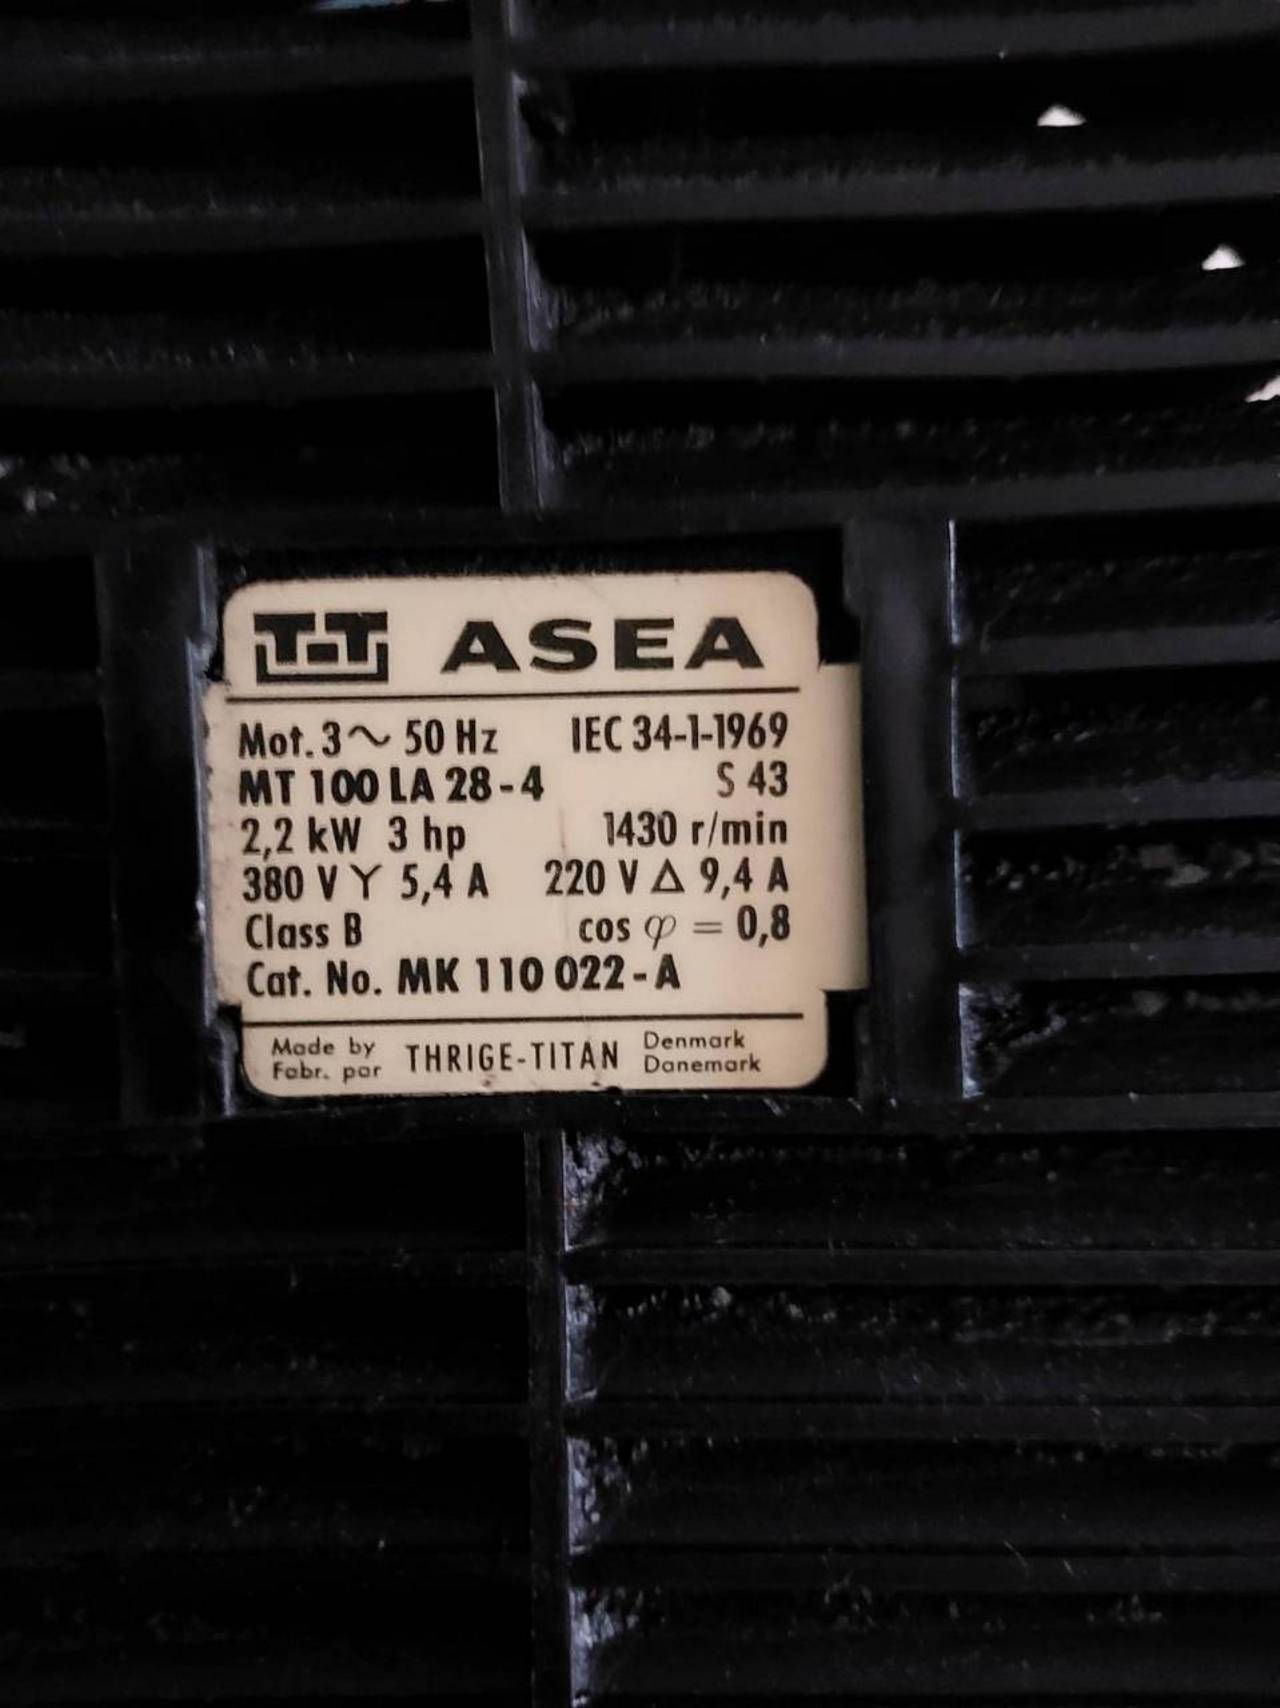 TT ASEA
Mot. 3~ 50 Hz IEC 34-1-1969
MT 100 LA 28-4 S 43
2,2 kW 3 hp 1430 r/min
380 V Y 5,4 A 220 V Δ 9,4 A
Class B cos φ = 0,8
Cat. No. MK 110 022-A
Made by THRIGE-TITAN Denmark
Fabr. par Danemark